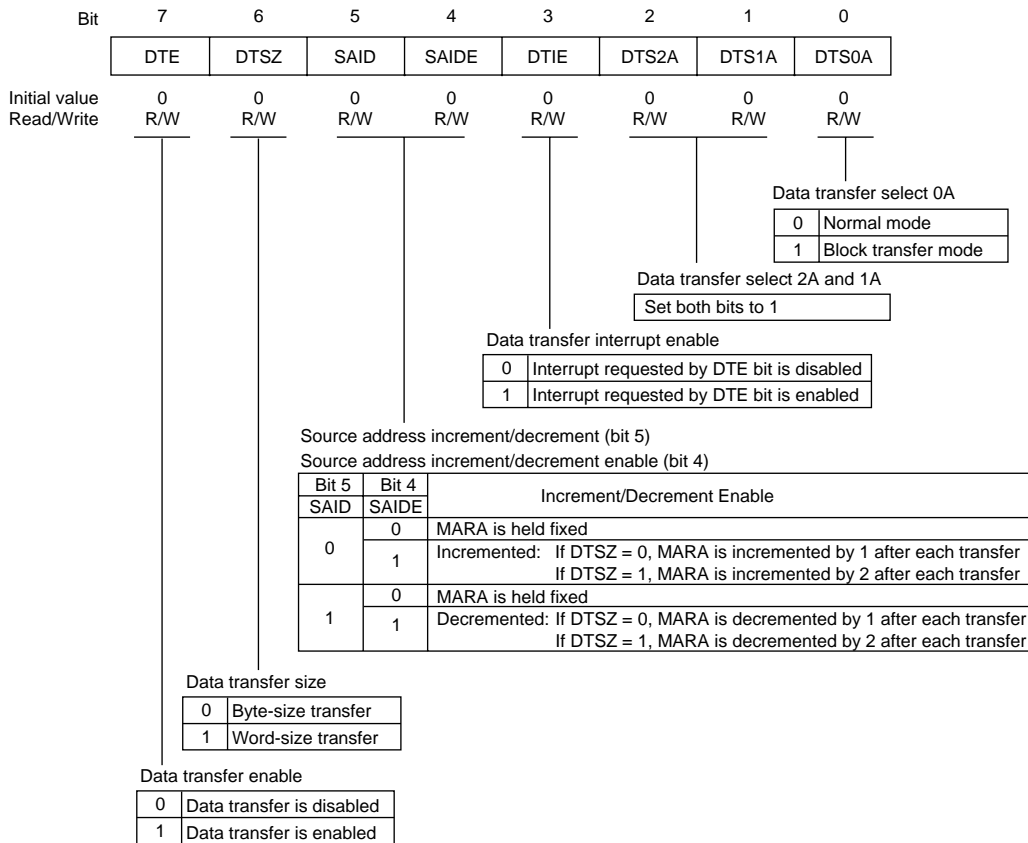 Bit 7 6 5 4 3 2 1 0
DTE DTSZ SAID SAIDE DTIE DTS2A DTS1A DTS0A
Initial value 0 0 0 0 0 0 0 0
Read/Write R/W R/W R/W R/W R/W R/W R/W R/W
Data transfer select 0A
0 Normal mode
1 Block transfer mode
Data transfer select 2A and 1A
Set both bits to 1
Data transfer interrupt enable
0 Interrupt requested by DTE bit is disabled
1 Interrupt requested by DTE bit is enabled
Source address increment/decrement (bit 5)
Source address increment/decrement enable (bit 4)
Bit 5 Bit 4 Increment/Decrement Enable
SAID SAIDE
0 0 MARA is held fixed
1 Incremented: If DTSZ = 0, MARA is incremented by 1 after each transfer
If DTSZ = 1, MARA is incremented by 2 after each transfer
1 0 MARA is held fixed
1 Decremented: If DTSZ = 0, MARA is decremented by 1 after each transfer
If DTSZ = 1, MARA is decremented by 2 after each transfer
Data transfer size
0 Byte-size transfer
1 Word-size transfer
Data transfer enable
0 Data transfer is disabled
1 Data transfer is enabled